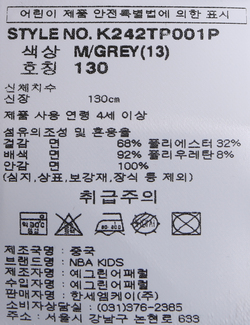 어린이 제품 안전특별법에 의한 표시
STYLE NO. K242TP001P
색상 M/GREY(13)
호칭 130
신체치수
신장 130cm
제품 사용 연령 4세 이상
섬유의조성 및 혼용율
겉감 면 68% 폴리에스터 32%
배색 면 92% 폴리우레탄 8%
안감 면 100%
(심지,상표,보강재,장식 등 제외)
취급주의
제조국명 : 중국
브랜드명 : NBA KIDS
제조자명 : 예그린어패럴
수입자명 : 예그린어패럴
판매자명 : 한세엠케이(주)
소비자상담실 : (031)376-2385
주소 : 서울시 강남구 논현로 633